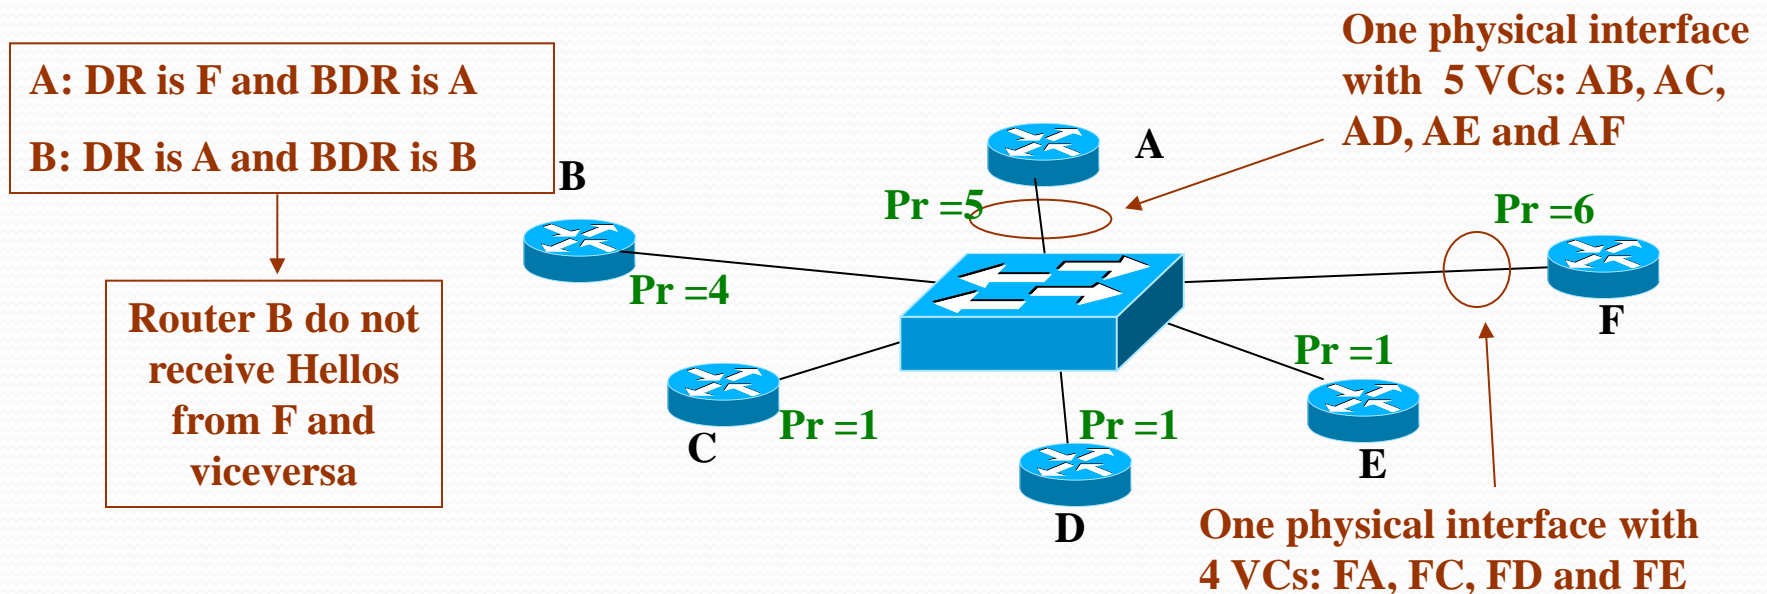 A: DR is F and BDR is A
B: DR is A and BDR is B
Router B do not
receive Hellos
from F and
viceversa
One physical interface
with 5 VCs: AB, AC,
AD, AE and AF
A
B
Pr =5
Pr =6
Pr =4
F
Pr =1
C
Pr =1
Pr =1
E
D
One physical interface with
4 VCs: FA, FC, FD and FE